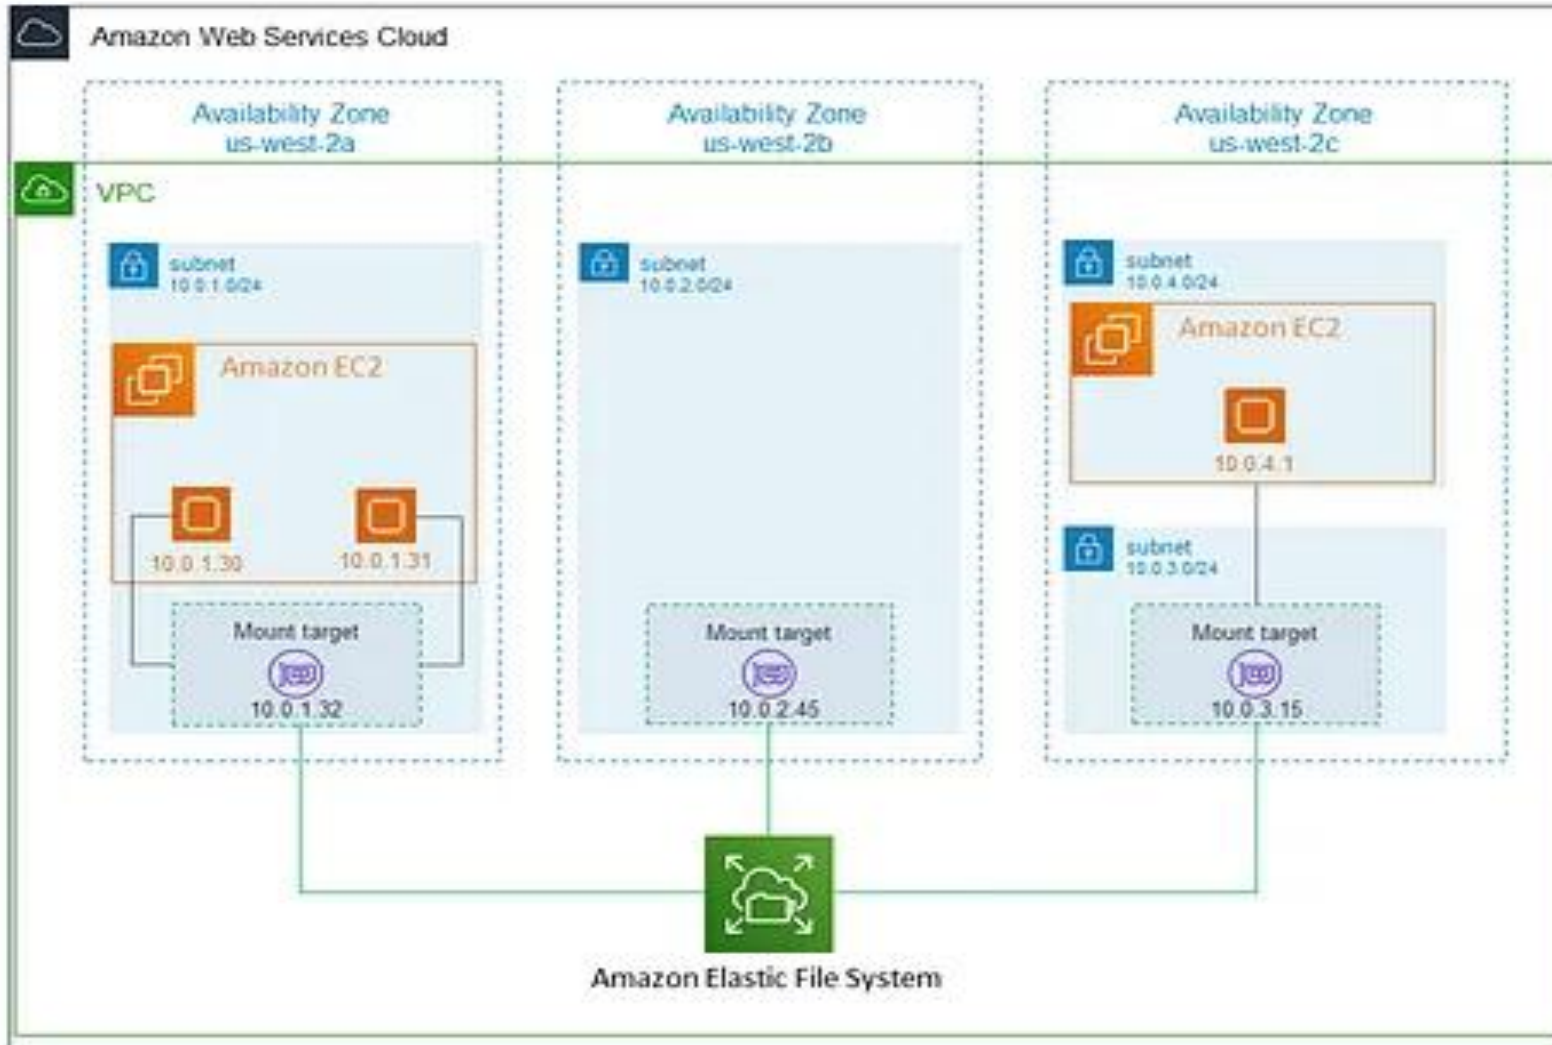 Amazon Web Services Cloud
Availability Zone
us-west-2a
Availability Zone
us-west-2b
Availability Zone
us-west-2c
VPC
subnet
10.0.1.0/24
Amazon EC2
10.0.1.30
10.0.1.31
Mount target
10.0.1.32
subnet
10.0.2.0/24
Mount target
10.0.2.45
subnet
10.0.4.0/24
Amazon EC2
10.0.4.1
subnet
10.0.3.0/24
Mount target
10.0.3.15
Amazon Elastic File System